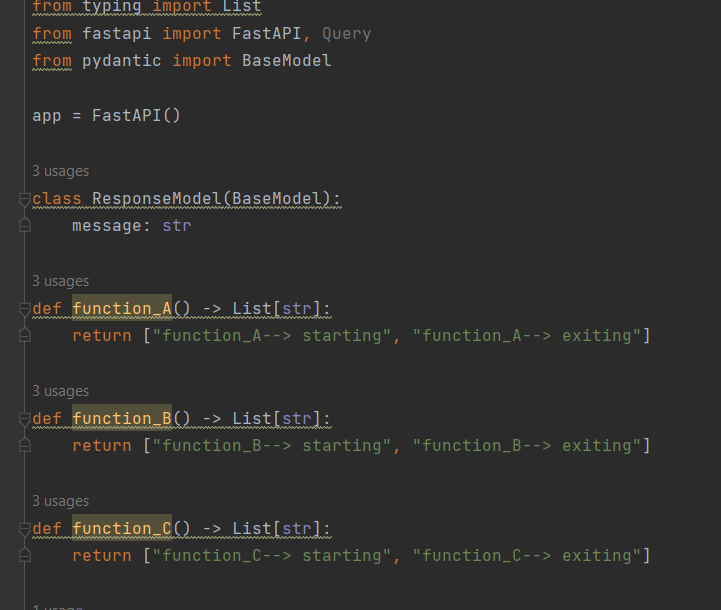 from typing import List
from fastapi import FastAPI, Query
from pydantic import BaseModel
app = FastAPI()
3 usages
class ResponseModel(BaseModel):
message: str
3 usages
def function_A() -> List[str]:
return ["function_A--> starting", "function_A--> exiting"]
3 usages
def function_B() -> List[str]:
return ["function_B--> starting", "function_B--> exiting"]
3 usages
def function_C() -> List[str]:
return ["function_C--> starting", "function_C--> exiting"]
1 usage